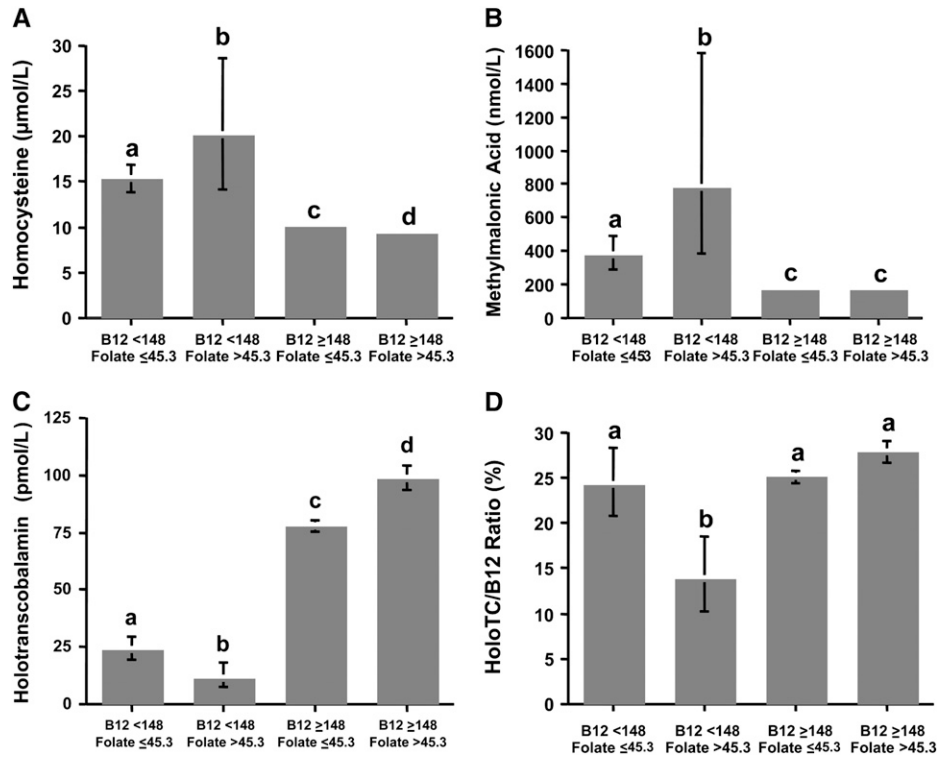 A
Homocysteine (µmol/L)
30
25
20
15
10
5
0
a
b
c
d
B12 <148
Folate ≤45.3
B12 <148
Folate >45.3
B12 ≥148
Folate ≤45.3
B12 ≥148
Folate >45.3
B
Methylmalonic Acid (nmol/L)
1600
1400
1200
1000
800
600
400
200
0
a
b
c
c
B12 <148
Folate ≤453
B12 <148
Folate >45.3
B12 ≥148
Folate ≤45.3
B12 ≥148
Folate >45.3
C
Holotranscobalamin (pmol/L)
125
100
75
50
25
0
a
b
c
d
B12 <148
Folate ≤45.3
B12 <148
Folate >45.3
B12 ≥148
Folate ≤45.3
B12 ≥148
Folate >45.3
D
HoloTC/B12 Ratio (%)
30
25
20
15
10
5
0
a
b
a
a
B12 <148
Folate ≤45.3
B12 <148
Folate >45.3
B12 ≥148
Folate ≤45.3
B12 ≥148
Folate >45.3